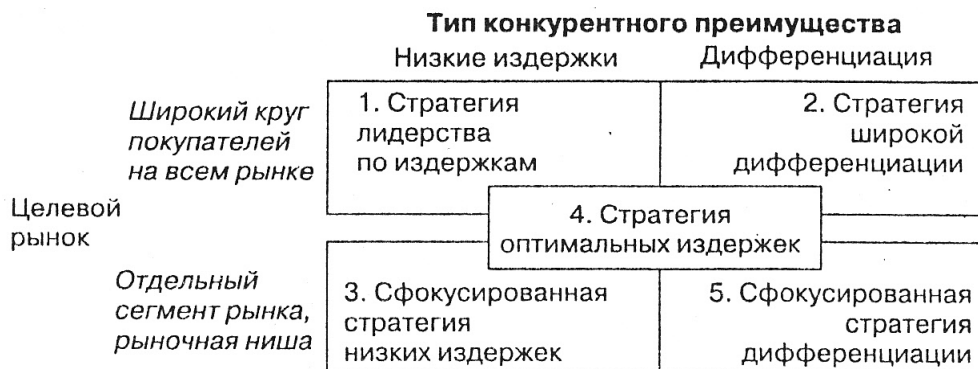 Тип конкурентного преимущества
Низкие издержки Дифференциация
Широкий круг
покупателей
на всем рынке
1. Стратегия
лидерства
по издержкам
2. Стратегия
широкой
дифференциации
Целевой
рынок
4. Стратегия
оптимальных издержек
Отдельный
сегмент рынка,
рыночная ниша
3. Сфокусированная
стратегия
низких издержек
5. Сфокусированная
стратегия
дифференциации